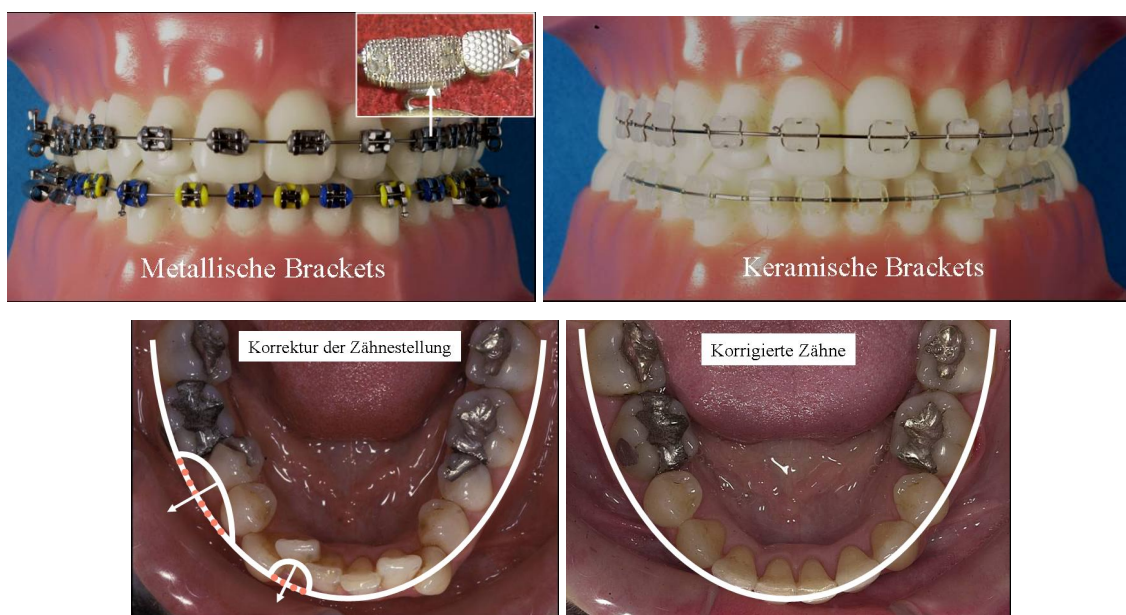 Metallische Brackets
Keramische Brackets
Korrektur der Zähnestellung
Korrigierte Zähne